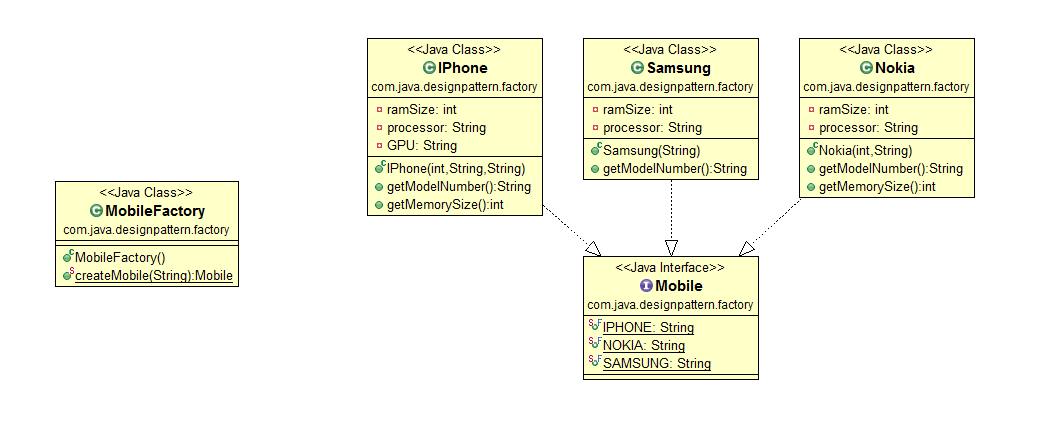 <<Java Class>>
IPhone
com.java.designpattern.factory
ramSize: int
processor: String
GPU: String
IPhone(int,String,String)
getModelNumber():String
getMemorySize():int
<<Java Class>>
Samsung
com.java.designpattern.factory
ramSize: int
processor: String
Samsung(String)
getModelNumber():String
<<Java Class>>
Nokia
com.java.designpattern.factory
ramSize: int
processor: String
Nokia(int,String)
getModelNumber():String
getMemorySize():int
<<Java Class>>
MobileFactory
com.java.designpattern.factory
MobileFactory()
createMobile(String):Mobile
<<Java Interface>>
Mobile
com.java.designpattern.factory
IPHONE: String
NOKIA: String
SAMSUNG: String